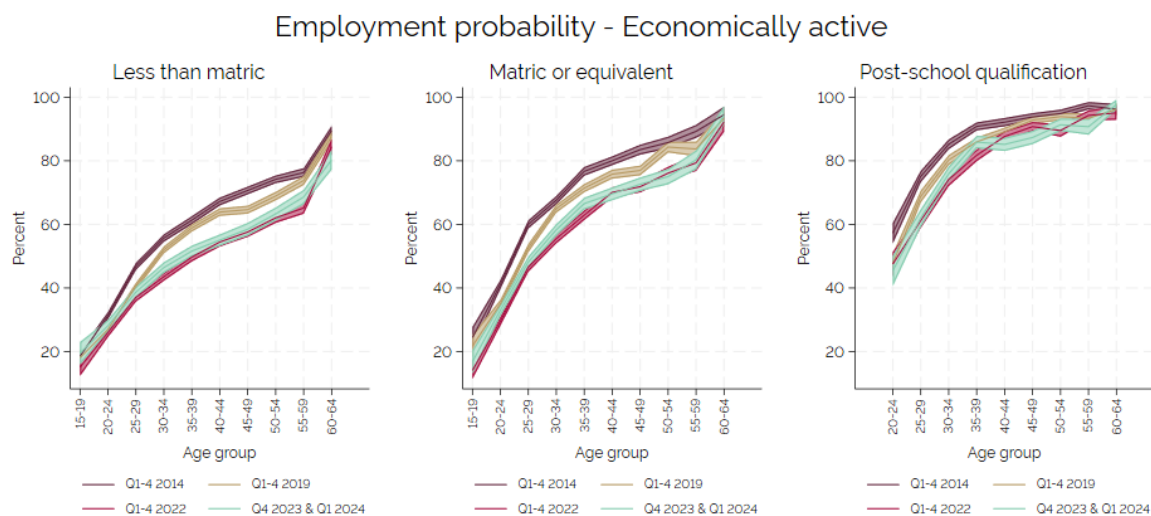 Employment probability - Economically active
Less than matric
Percent
100
80
60
40
20
15-19
20-24
25-29
30-34
35-39
40-44
45-49
50-54
55-59
60-64
Age group
Q1-4 2014
Q1-4 2019
Q1-4 2022
Q4 2023 & Q1 2024
Matric or equivalent
Percent
100
80
60
40
20
15-19
20-24
25-29
30-34
35-39
40-44
45-49
50-54
55-59
60-64
Age group
Q1-4 2014
Q1-4 2019
Q1-4 2022
Q4 2023 & Q1 2024
Post-school qualification
Percent
100
80
60
40
20
20-24
25-29
30-34
35-39
40-44
45-49
50-54
55-59
60-64
Age group
Q1-4 2014
Q1-4 2019
Q1-4 2022
Q4 2023 & Q1 2024